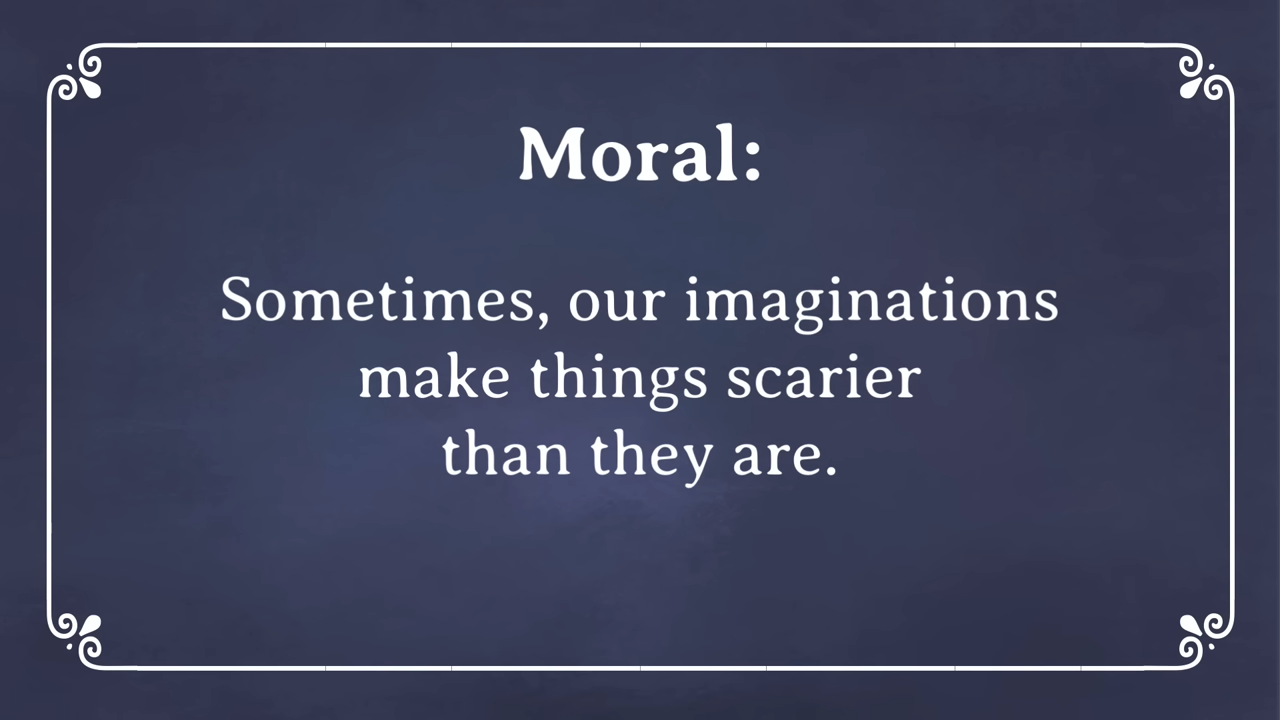 Moral:
Sometimes, our imaginations
make things scarier
than they are.